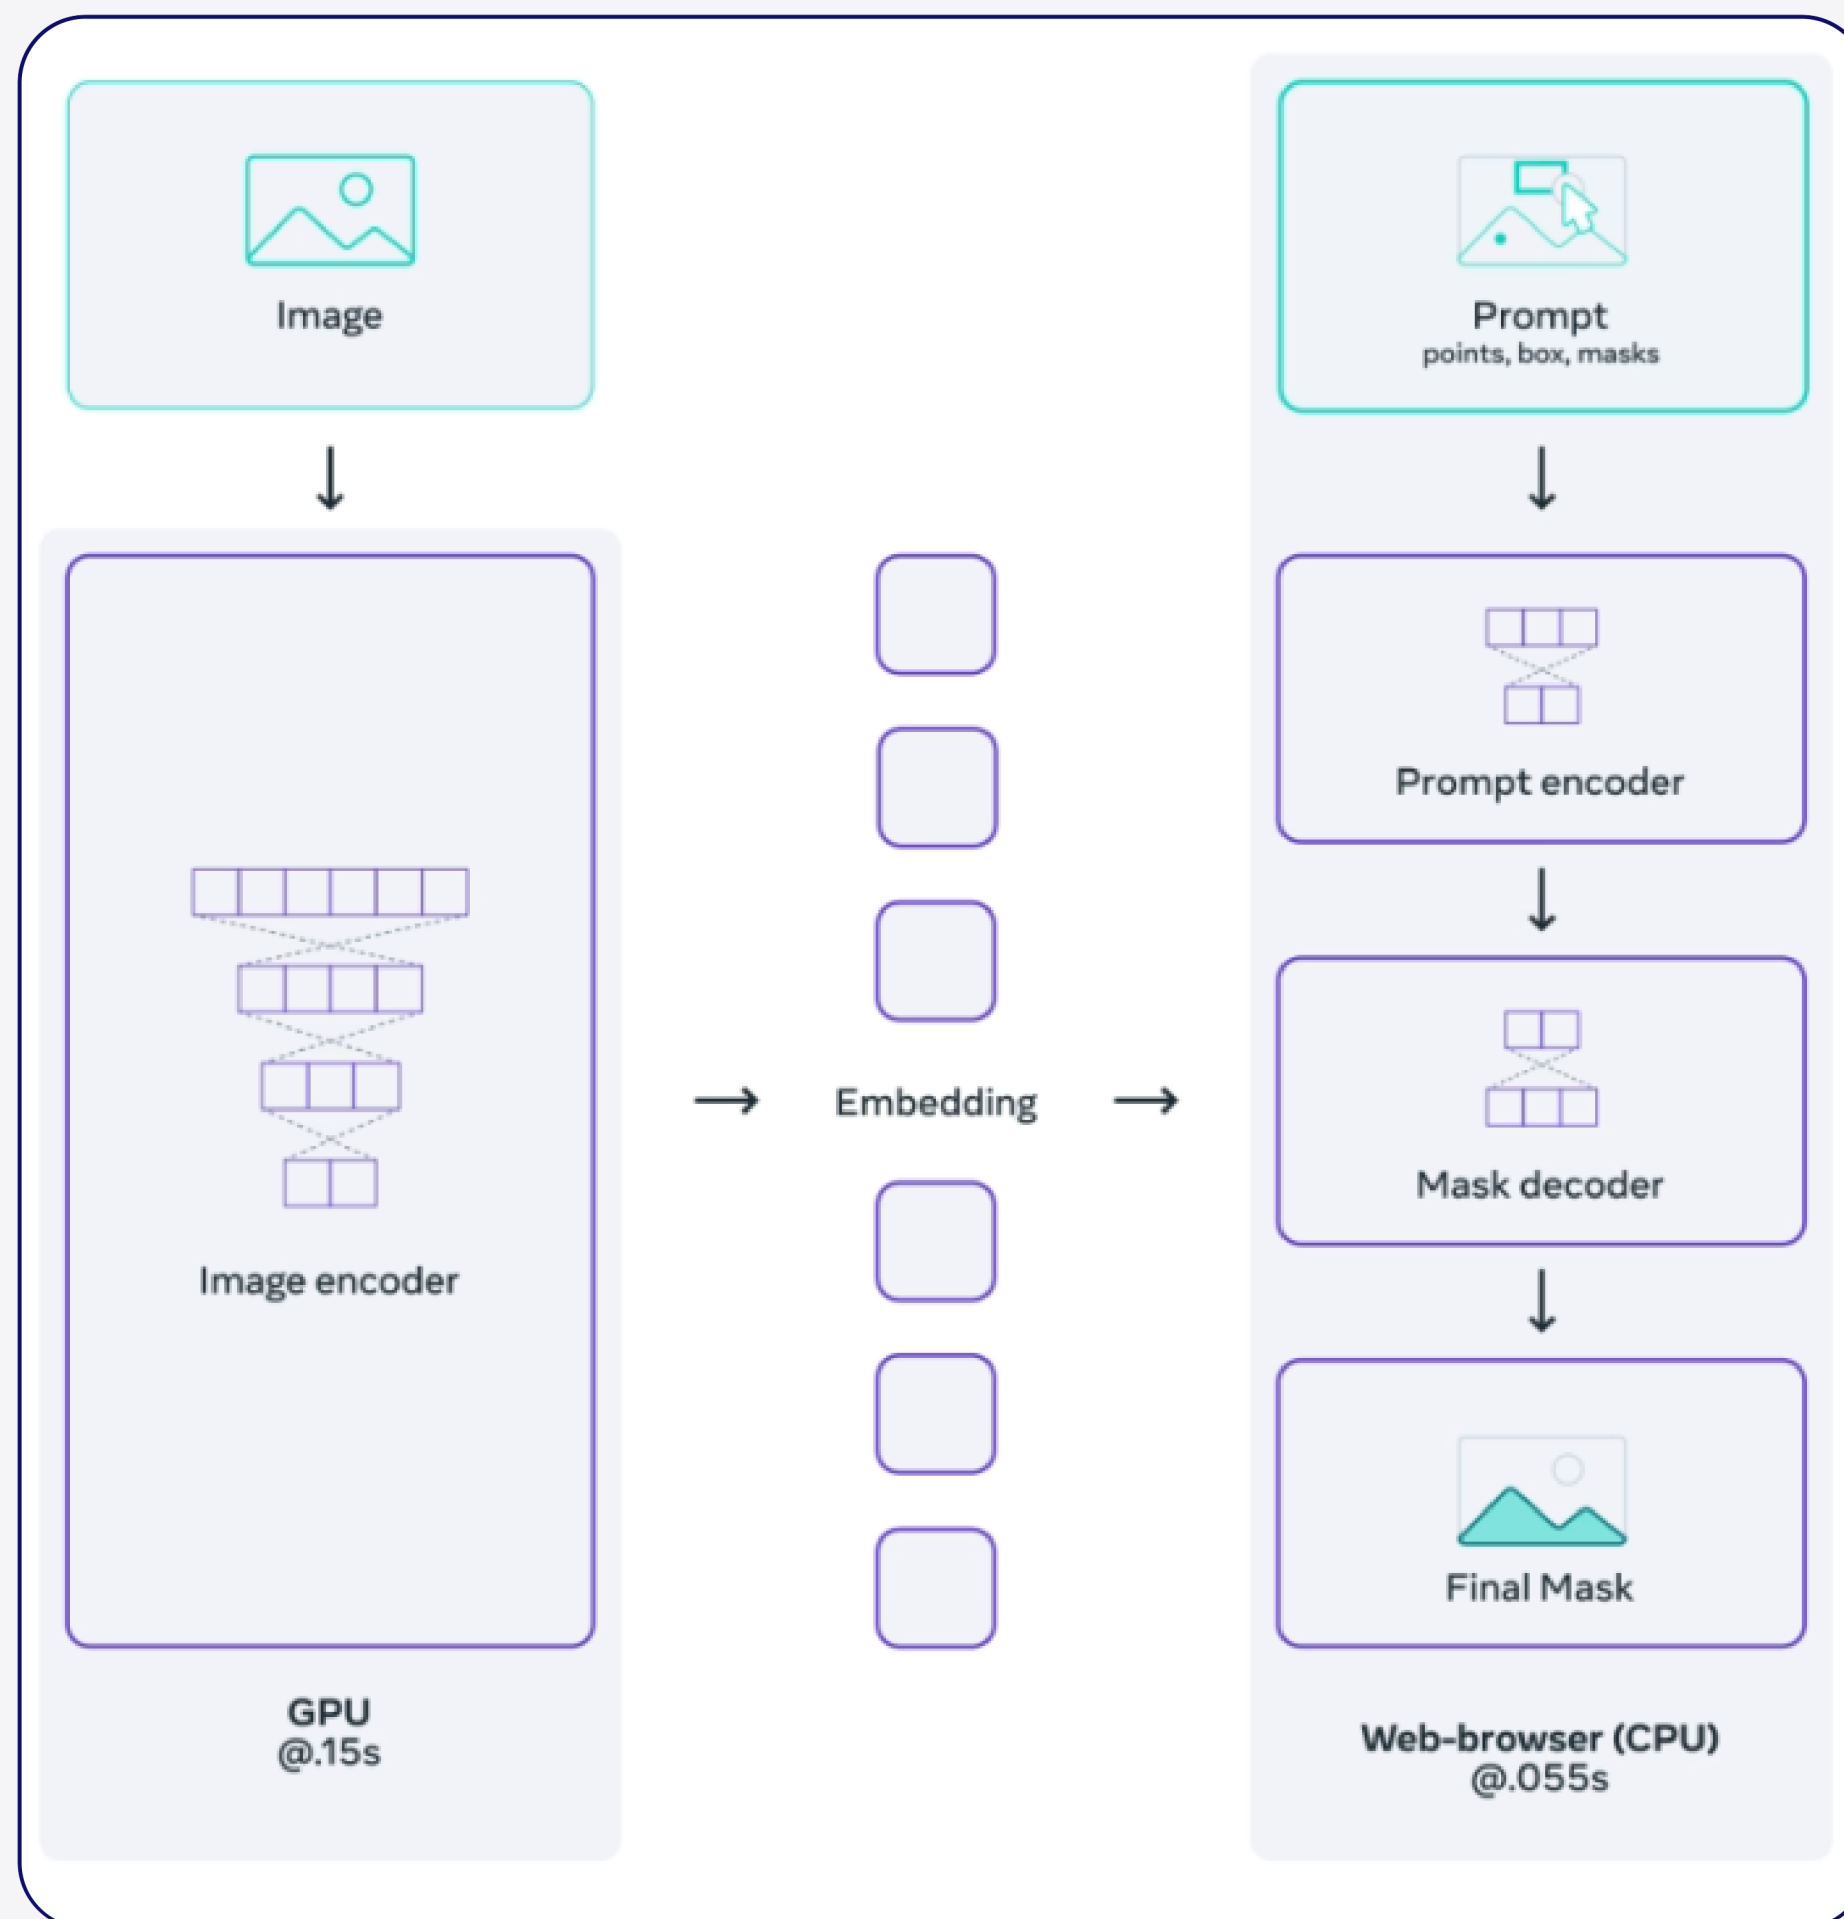 Image
Image encoder
GPU
@.15s
Embedding
Prompt
points, box, masks
Prompt encoder
Mask decoder
Final Mask
Web-browser (CPU)
@.055s